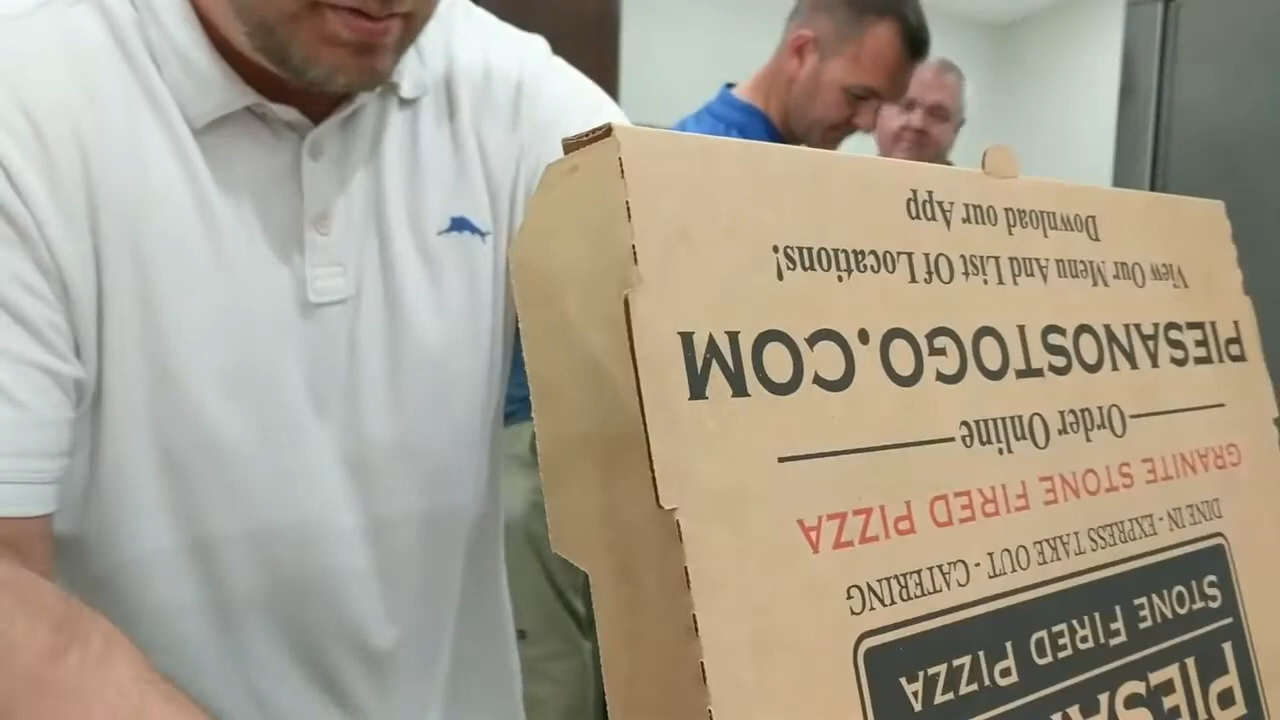 PIESA
STONE FIRED PIZZA
DINE IN - EXPRESS TAKE OUT - CATERING
GRANITE STONE FIRED PIZZA
Order Online
PIESANOSTOGO.COM
View Our Menu And List Of Locations!
Download our App